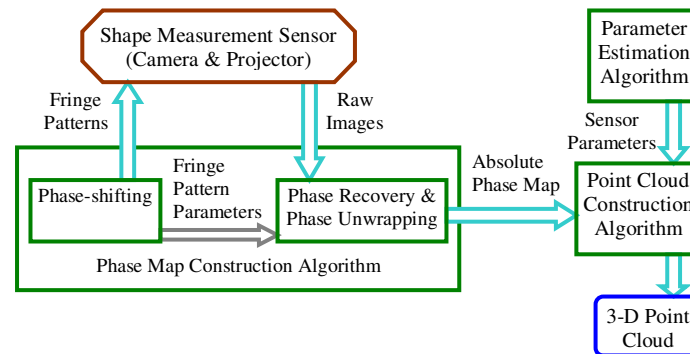 Shape Measurement Sensor
(Camera & Projector)
Parameter
Estimation
Algorithm
Fringe
Patterns
Raw
Images
Sensor
Parameters
Phase-shifting
Fringe
Pattern
Parameters
Phase Recovery &
Phase Unwrapping
Absolute
Phase Map
Point Cloud
Construction
Algorithm
Phase Map Construction Algorithm
3-D Point
Cloud